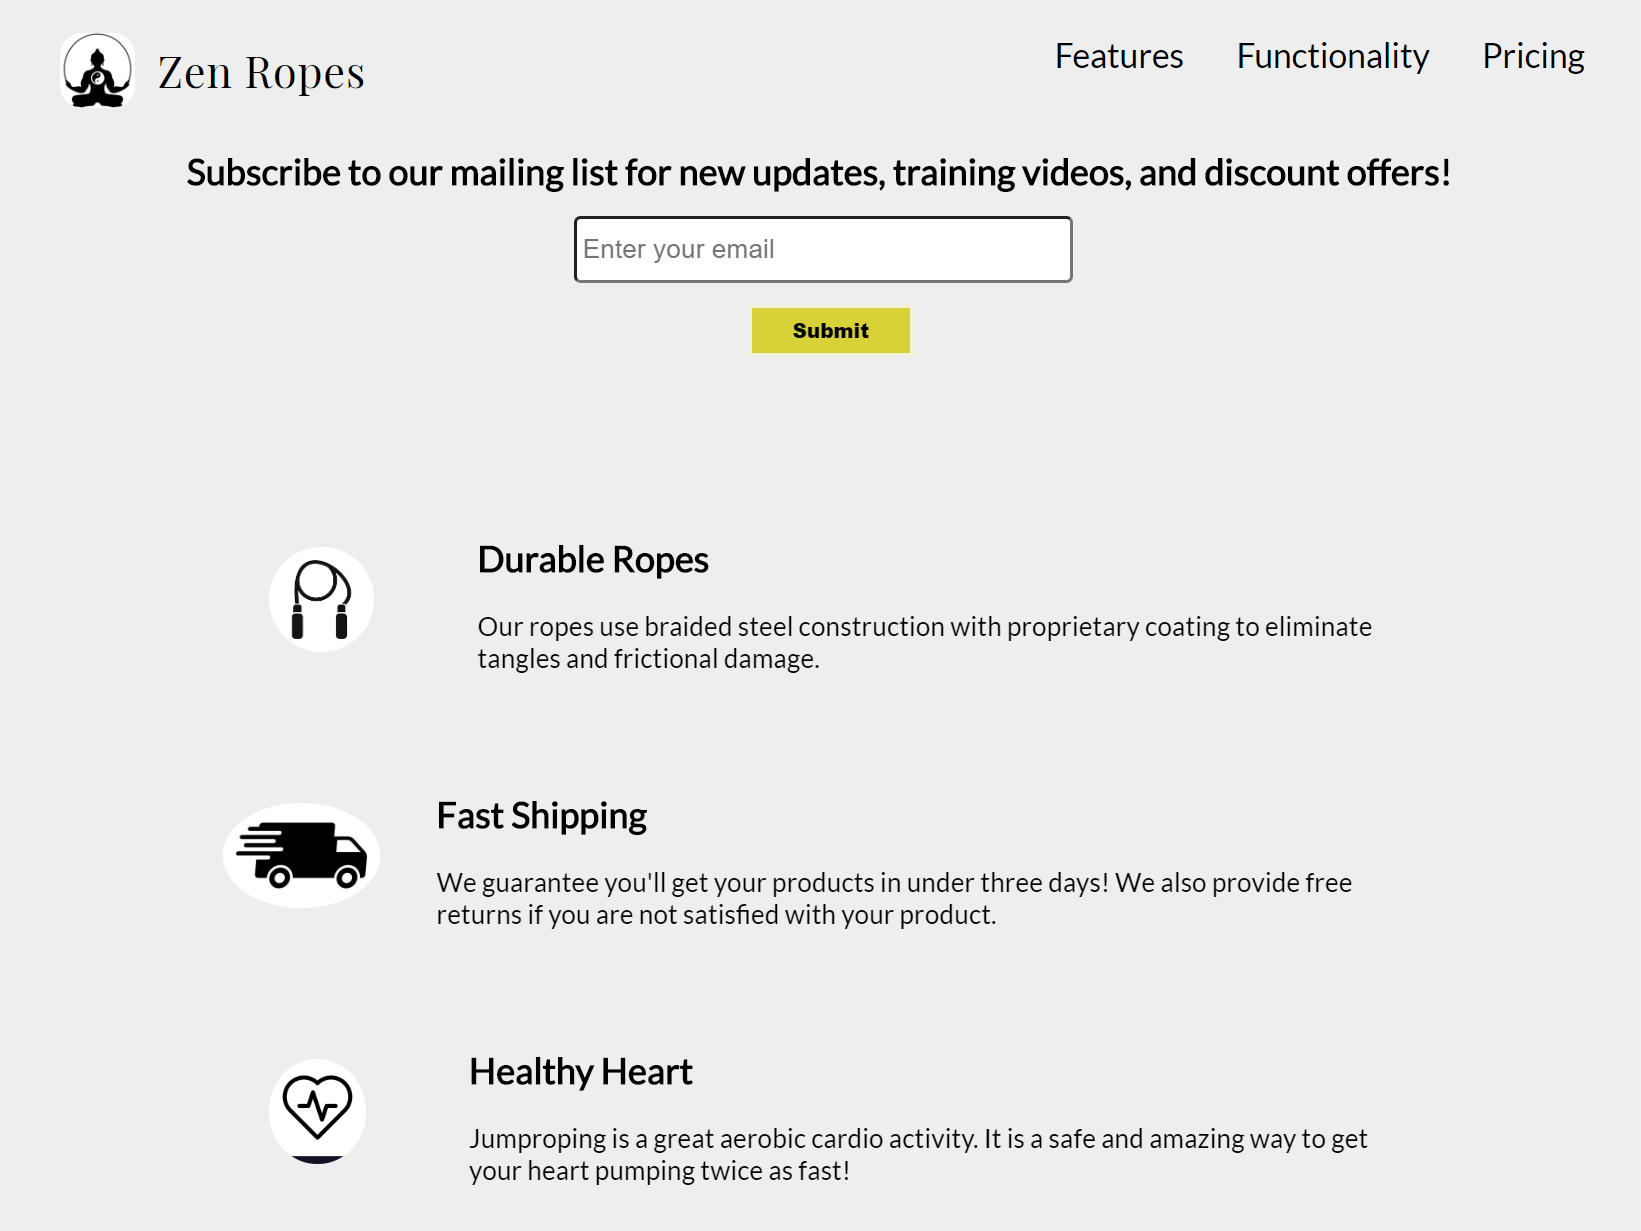 Zen Ropes
Features Functionality Pricing
Subscribe to our mailing list for new updates, training videos, and discount offers!
Enter your email
Submit
Durable Ropes
Our ropes use braided steel construction with proprietary coating to eliminate
tangles and frictional damage.
Fast Shipping
We guarantee you'll get your products in under three days! We also provide free
returns if you are not satisfied with your product.
Healthy Heart
Jumproping is a great aerobic cardio activity. It is a safe and amazing way to get
your heart pumping twice as fast!